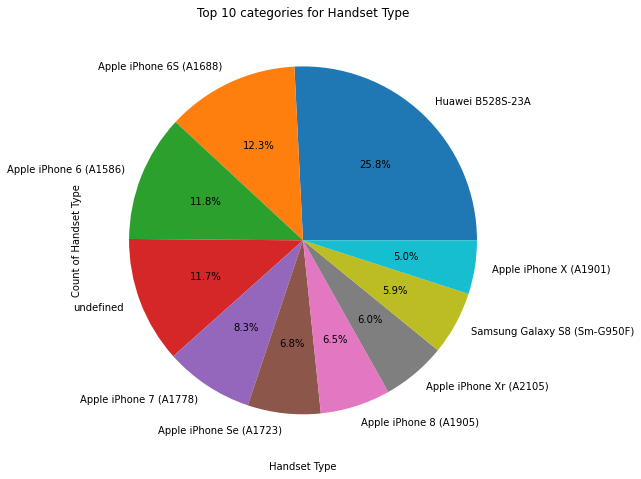 Top 10 categories for Handset Type
Apple iPhone 6S (A1688)
Huawei B528S-23A
12.3%
25.8%
Apple iPhone 6 (A1586)
11.8%
Count of Handset Type
5.0%
Apple iPhone X (A1901)
11.7%
5.9%
undefined
6.0%
8.3%
Samsung Galaxy S8 (Sm-G950F)
6.5%
6.8%
Apple iPhone Xr (A2105)
Apple iPhone 7 (A1778)
Apple iPhone 8 (A1905)
Apple iPhone Se (A1723)
Handset Type